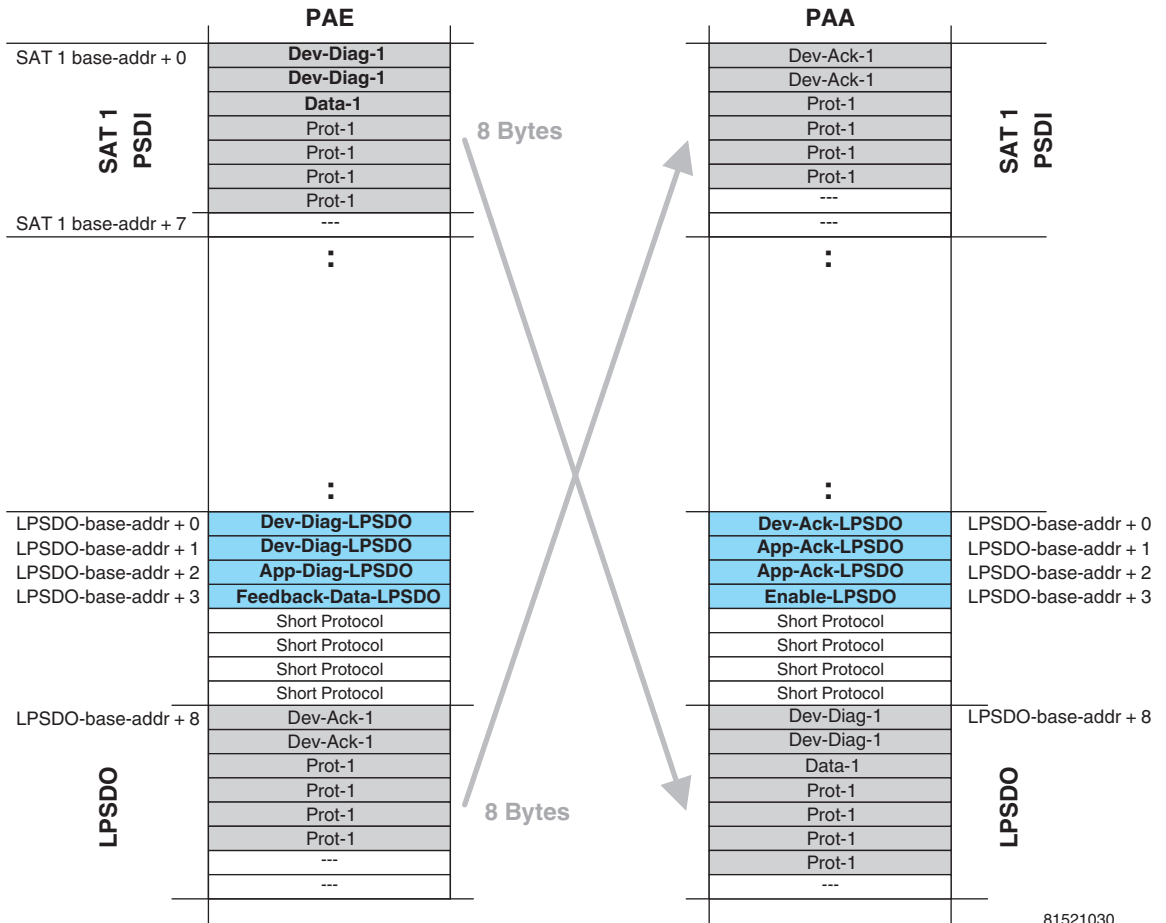 PAE
PAA
SAT 1 base-addr + 0
Dev-Diag-1
Dev-Diag-1
Data-1
Prot-1
Prot-1
Prot-1
Prot-1
---
SAT 1 base-addr + 7
SAT 1
PSDI
8 Bytes
Dev-Ack-1
Dev-Ack-1
Prot-1
Prot-1
Prot-1
Prot-1
---
---
SAT 1
PSDI
:
:
:
:
LPSDO-base-addr + 0
LPSDO-base-addr + 1
LPSDO-base-addr + 2
LPSDO-base-addr + 3
Dev-Diag-LPSDO
Dev-Diag-LPSDO
App-Diag-LPSDO
Feedback-Data-LPSDO
Short Protocol
Short Protocol
Short Protocol
Short Protocol
Dev-Ack-LPSDO
App-Ack-LPSDO
App-Ack-LPSDO
Enable-LPSDO
Short Protocol
Short Protocol
Short Protocol
Short Protocol
LPSDO-base-addr + 0
LPSDO-base-addr + 1
LPSDO-base-addr + 2
LPSDO-base-addr + 3
LPSDO-base-addr + 8
LPSDO
Dev-Ack-1
Dev-Ack-1
Prot-1
Prot-1
Prot-1
Prot-1
---
---
8 Bytes
Dev-Diag-1
Dev-Diag-1
Data-1
Prot-1
Prot-1
Prot-1
Prot-1
---
LPSDO-base-addr + 8
LPSDO
81521030